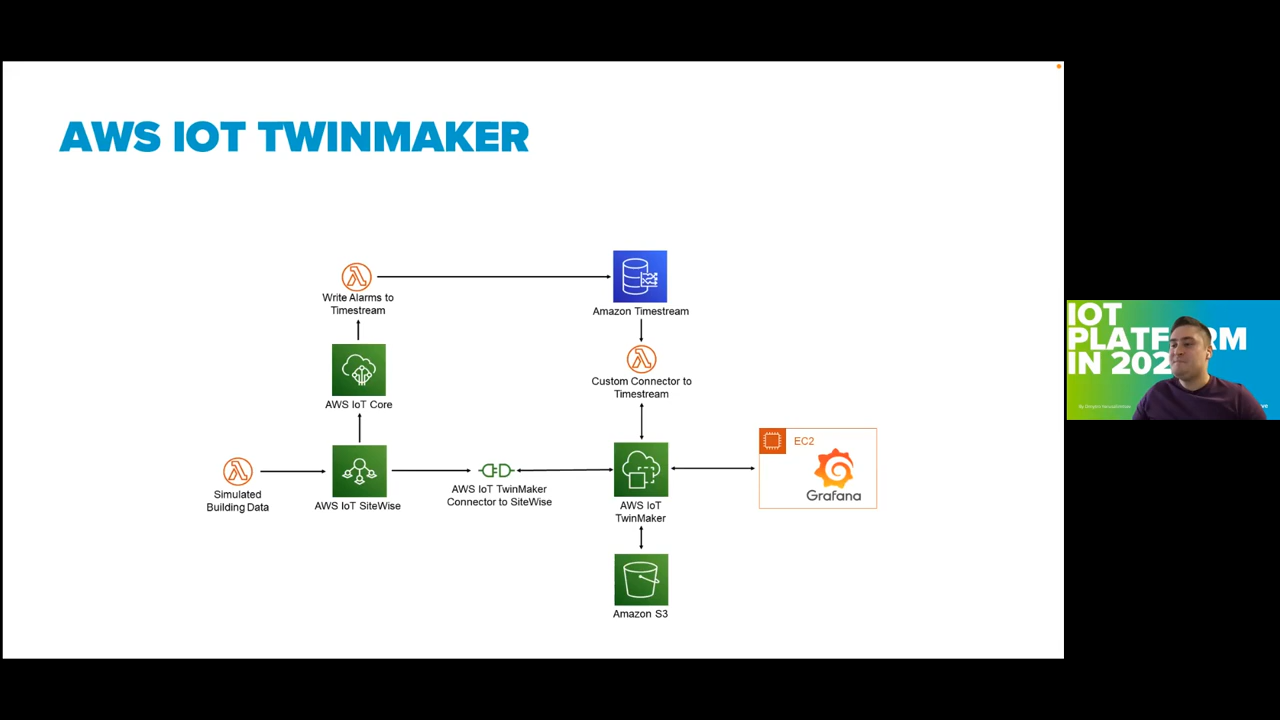 AWS IOT TWINMAKER
Write Alarms to
Timestream
Amazon Timestream
Custom Connector to
Timestream
AWS IoT Core
EC2
Grafana
Simulated
Building Data
AWS IoT SiteWise
AWS IoT TwinMaker
Connector to SiteWise
AWS IoT
TwinMaker
Amazon S3
IOT
PLATF RM
IN 202